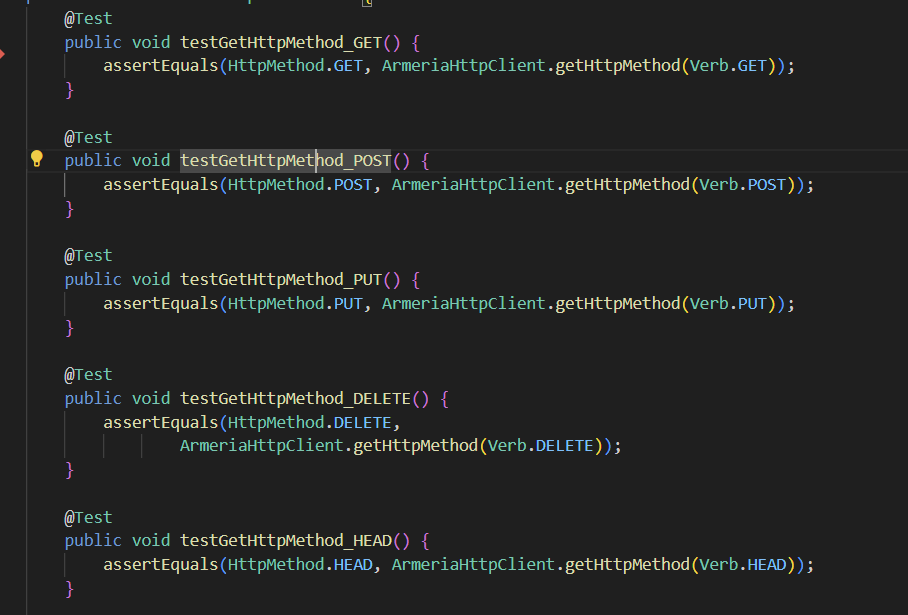 @Test
public void testGetHttpMethod_GET() {
    assertEquals(HttpMethod.GET, ArmeriaHttpClient.getHttpMethod(Verb.GET));
}
@Test
public void testGetHttpMethod_POST() {
    assertEquals(HttpMethod.POST, ArmeriaHttpClient.getHttpMethod(Verb.POST));
}
@Test
public void testGetHttpMethod_PUT() {
    assertEquals(HttpMethod.PUT, ArmeriaHttpClient.getHttpMethod(Verb.PUT));
}
@Test
public void testGetHttpMethod_DELETE() {
    assertEquals(HttpMethod.DELETE,
            ArmeriaHttpClient.getHttpMethod(Verb.DELETE));
}
@Test
public void testGetHttpMethod_HEAD() {
    assertEquals(HttpMethod.HEAD, ArmeriaHttpClient.getHttpMethod(Verb.HEAD));
}